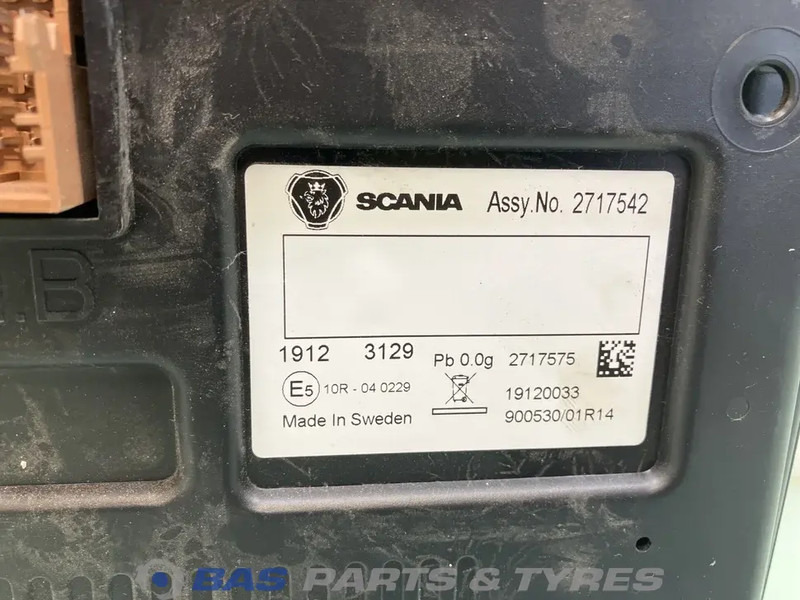 SCANIA Assy.No. 2717542
1912 3129 Pb 0.0g 2717575
E5 10R - 04 0229 19120033
Made In Sweden 900530/01R14
.B
BAS PARTS & TYRES